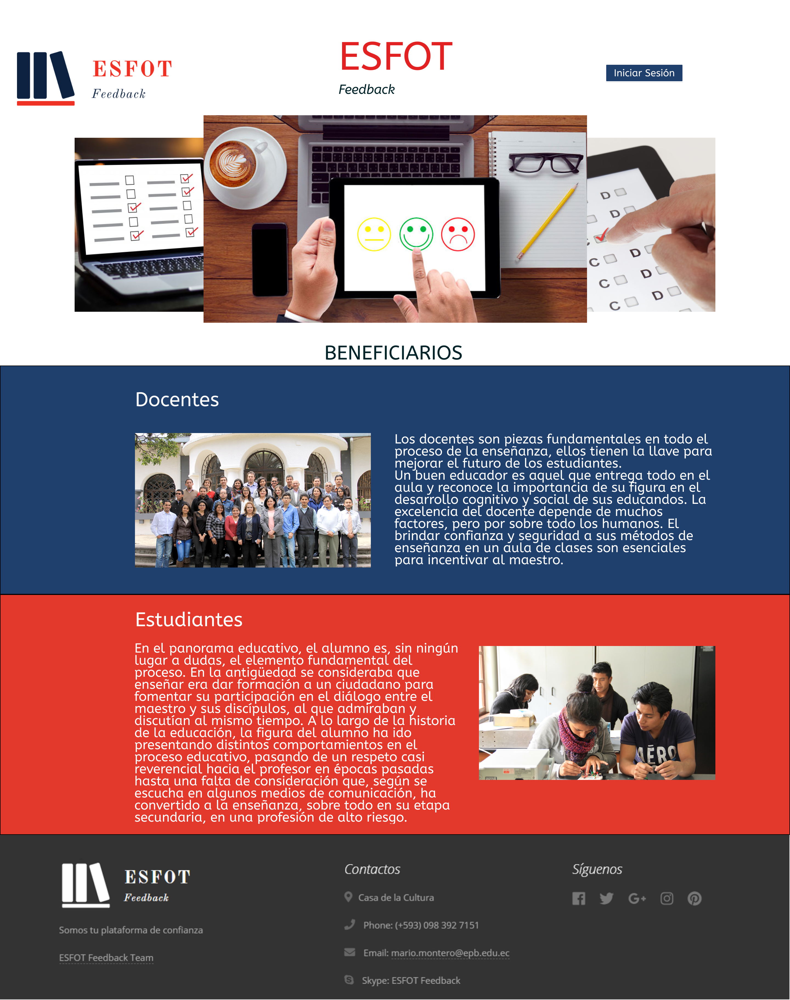 ESFOT
Feedback
ESFOT
Feedback
Iniciar Sesión
D
D
C
C D
C D
C D
BENEFICIARIOS
Docentes
Los docentes son piezas fundamentales en todo el
proceso de la enseñanza, ellos tienen la llave para
mejorar el futuro de los estudiantes.
Un buen educador es aquel que entrega todo en el
aula y reconoce la importancia de su figura en el
desarrollo cognitivo y social de sus educandos. La
excelencia del docente depende de muchos
factores, pero por sobre todo los humanos. El
brindar confianza y seguridad a sus métodos de
enseñanza en un aula de clases son esenciales
para incentivar al maestro.
Estudiantes
En el panorama educativo, el alumno es, sin ningún
lugar a dudas, el elemento fundamental del
proceso. En la antigüedad se consideraba que
enseñar era dar formación a un ciudadano para
fomentar su participación en el diálogo entre el
maestro y sus discípulos, al que admiraban y
discutían al mismo tiempo. A lo largo de la historia
de la educación, la figura del alumno ha ido
presentando distintos comportamientos en el
proceso educativo, pasando de un respeto casi
reverencial hacia el profesor en épocas pasadas
hasta una falta de consideración que, según se
escucha en algunos medios de comunicación, ha
convertido a la enseñanza, sobre todo en su etapa
secundaria, en una profesión de alto riesgo.
AĒRO
ESFOT
Feedback
Somos tu plataforma de confianza
ESFOT Feedback Team
Contactos
Casa de la Cultura
Phone: (+593) 098 392 7151
Email: mario.montero@epb.edu.ec
Skype: ESFOT Feedback
Síguenos